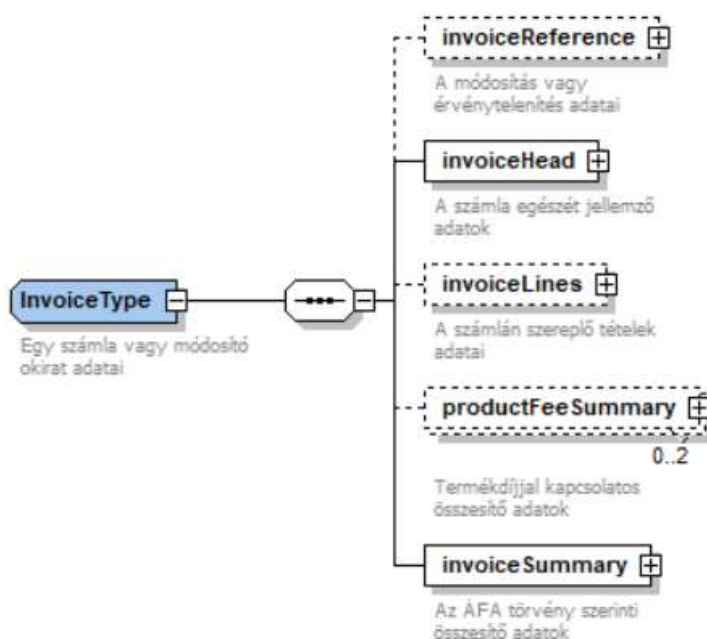 invoiceReference
A módosítás vagy
érvénytelenítés adatai
invoiceHead
A számla egészét jellemző
adatok
InvoiceType
Egy számla vagy módosító
okirat adatai
invoiceLines
A számlán szereplő tételek
adatai
productFeeSummary
0..2
Termékdíjjal kapcsolatos
összesítő adatok
invoiceSummary
Az ÁFA törvény szerinti
összesítő adatok